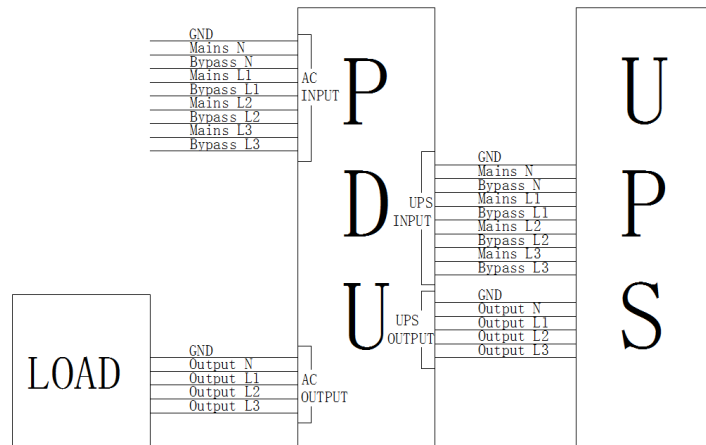 GND
Mains N
Bypass N
Mains L1
Bypass L1
Mains L2
Bypass L2
Mains L3
Bypass L3
AC
INPUT
P
D
U
GND
Mains N
Bypass N
Mains L1
Bypass L1
Mains L2
Bypass L2
Mains L3
Bypass L3
UPS
INPUT
GND
Output N
Output L1
Output L2
Output L3
UPS
OUTPUT
U
P
S
LOAD
GND
Output N
Output L1
Output L2
Output L3
AC
OUTPUT